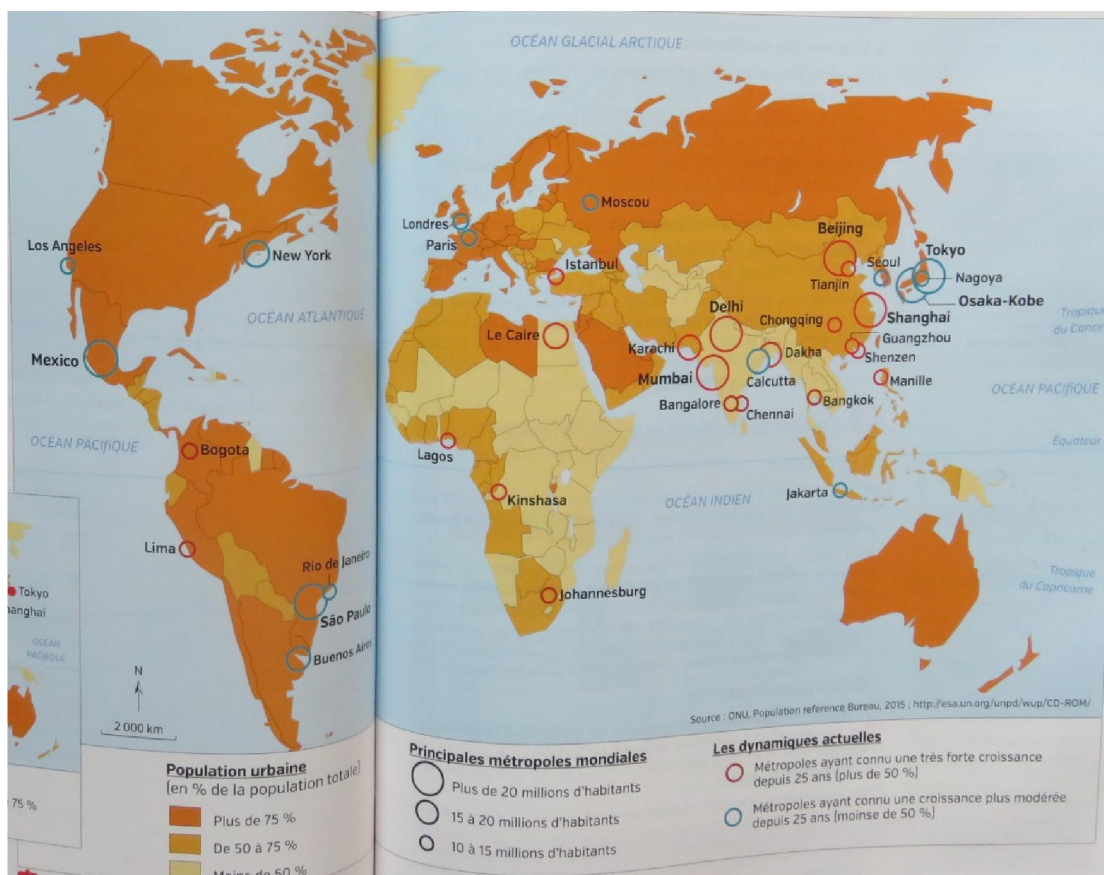 OCÉAN GLACIAL ARCTIQUE
Moscou
Londres
Paris
Los Angeles
New York
Istanbul
Beijing
Séoul
Tokyo
Tianjin
Nagoya
Osaka-Kobe
OCÉAN ATLANTIQUE
Delhi
Le Caire
Chongqing
Shanghai
Tropique
du Cancer
Guangzhou
Mexico
Karachi
Dakha
Shenzen
Mumbai
Calcutta
Manille
OCÉAN PACIFIQUE
Bangalore
Chennai
Bangkok
OCÉAN PACIFIQUE
Bogota
Lagos
Équateur
Kinshasa
OCÉAN INDIEN
Jakarta
Lima
Rio de Janeiro
Tokyo
hanghai
São Paulo
Johannesburg
Tropique
du Capricorne
OCÉAN
PACIFIQUE
Buenos Aires
N
2 000 km
Source : ONU, Population reference Bureau, 2015 ; http://esa.un.org/unpd/wup/CD-ROM/
Population urbaine
(en % de la population totale)
Plus de 75 %
De 50 à 75 %
Moins de 50 %
75 %
Principales métropoles mondiales
Plus de 20 millions d'habitants
15 à 20 millions d'habitants
10 à 15 millions d'habitants
Les dynamiques actuelles
Métropoles ayant connu une très forte croissance
depuis 25 ans (plus de 50 %)
Métropoles ayant connu une croissance plus modérée
depuis 25 ans (moinse de 50 %)